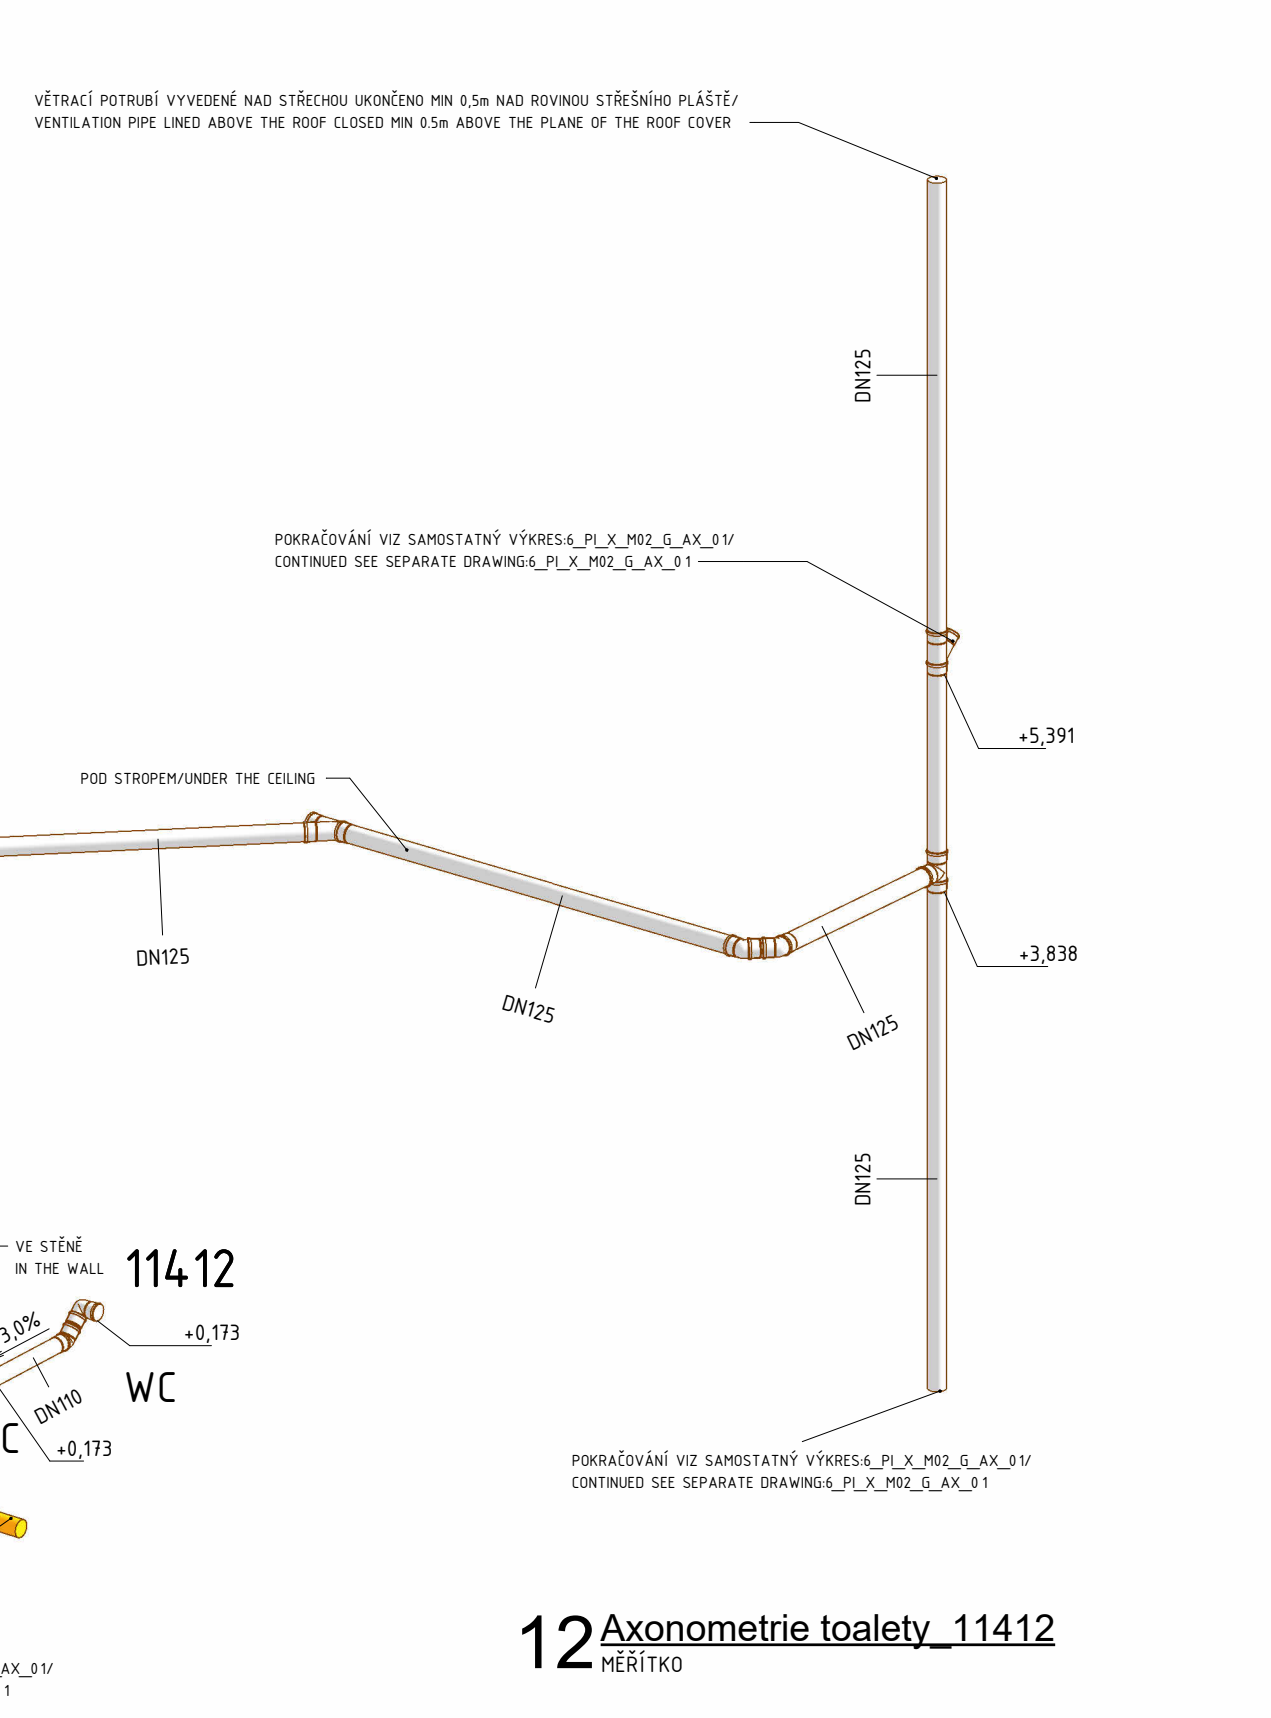 VĚTRACÍ POTRUBÍ VYVEDENÉ NAD STŘECHOU UKONČENO MIN 0,5m NAD ROVINOU STŘEŠNÍHO PLÁŠTĚ/
VENTILATION PIPE LINED ABOVE THE ROOF CLOSED MIN 0.5m ABOVE THE PLANE OF THE ROOF COVER
DN125
POKRAČOVÁNÍ VIZ SAMOSTATNÝ VÝKRES:6_PI_X_M02_G_AX_01/
CONTINUED SEE SEPARATE DRAWING:6_PI_X_M02_G_AX_01
+5,391
POD STROPEM/UNDER THE CEILING
DN125
DN125
DN125
+3,838
DN125
VE STĚNĚ
IN THE WALL
11412
3,0%
+0,173
WC
DN110
C
+0,173
POKRAČOVÁNÍ VIZ SAMOSTATNÝ VÝKRES:6_PI_X_M02_G_AX_01/
CONTINUED SEE SEPARATE DRAWING:6_PI_X_M02_G_AX_01
12 Axonometrie toalety_11412
MĚŘÍTKO
AX_01/
1